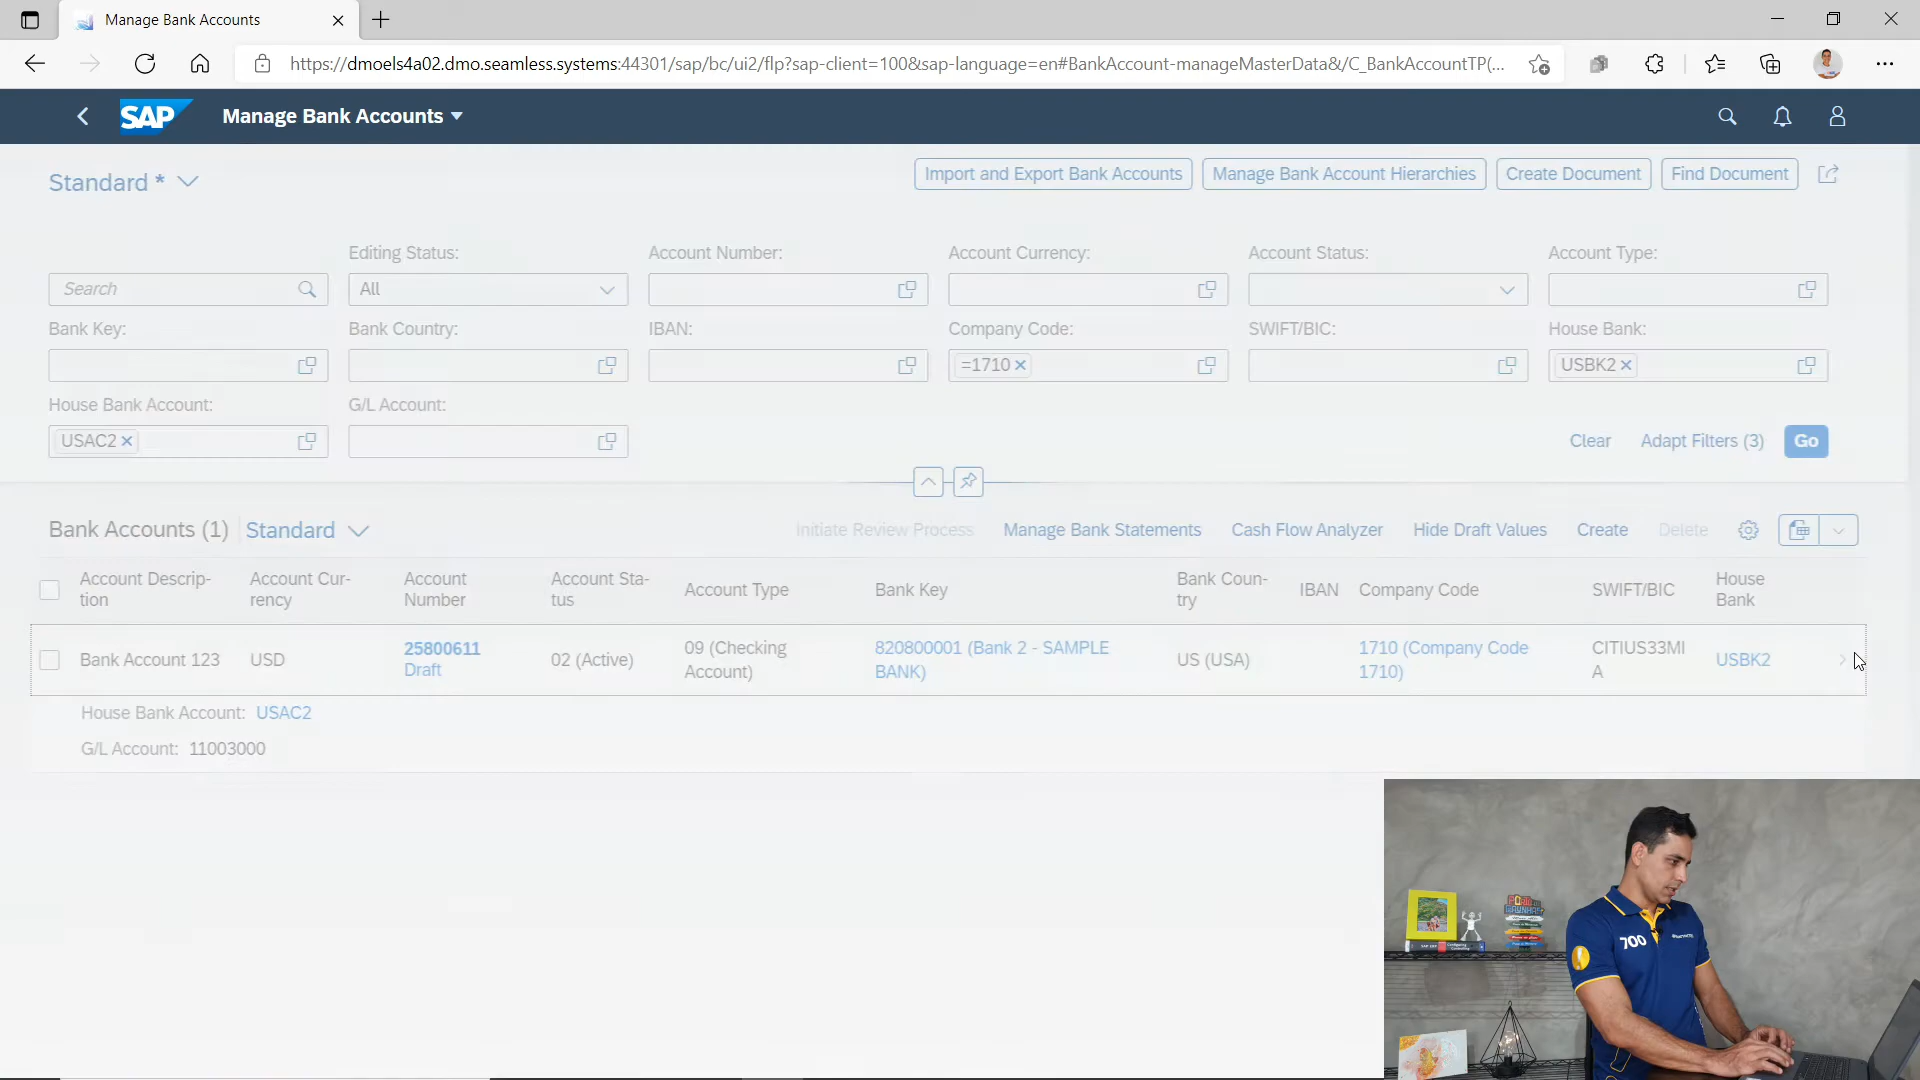 Manage Bank Accounts
https://dmoels4a02.dmo.seamless.systems:44301/sap/bc/ui2/flp?sap-client=100&sap-language=en#BankAccount-manageMasterData&/C_BankAccountTP(...
SAP
Manage Bank Accounts
Standard *
Import and Export Bank Accounts
Manage Bank Account Hierarchies
Create Document
Find Document
Editing Status:
Account Number:
Account Currency:
Account Status:
Account Type:
Search
All
Bank Key:
Bank Country:
IBAN:
Company Code:
SWIFT/BIC:
House Bank:
=1710
USBK2
House Bank Account:
G/L Account:
USAC2
Clear
Adapt Filters (3)
Go
Bank Accounts (1)
Standard
Initiate Review Process
Manage Bank Statements
Cash Flow Analyzer
Hide Draft Values
Create
Delete
Account Descrip-
tion
Account Cur-
rency
Account
Number
Account Sta-
tus
Account Type
Bank Key
Bank Coun-
try
IBAN
Company Code
SWIFT/BIC
House
Bank
Bank Account 123
USD
25800611
Draft
02 (Active)
09 (Checking
Account)
820800001 (Bank 2 - SAMPLE
BANK)
US (USA)
1710 (Company Code
1710)
CITIUS33MI
A
USBK2
House Bank Account: USAC2
G/L Account: 11003000
700